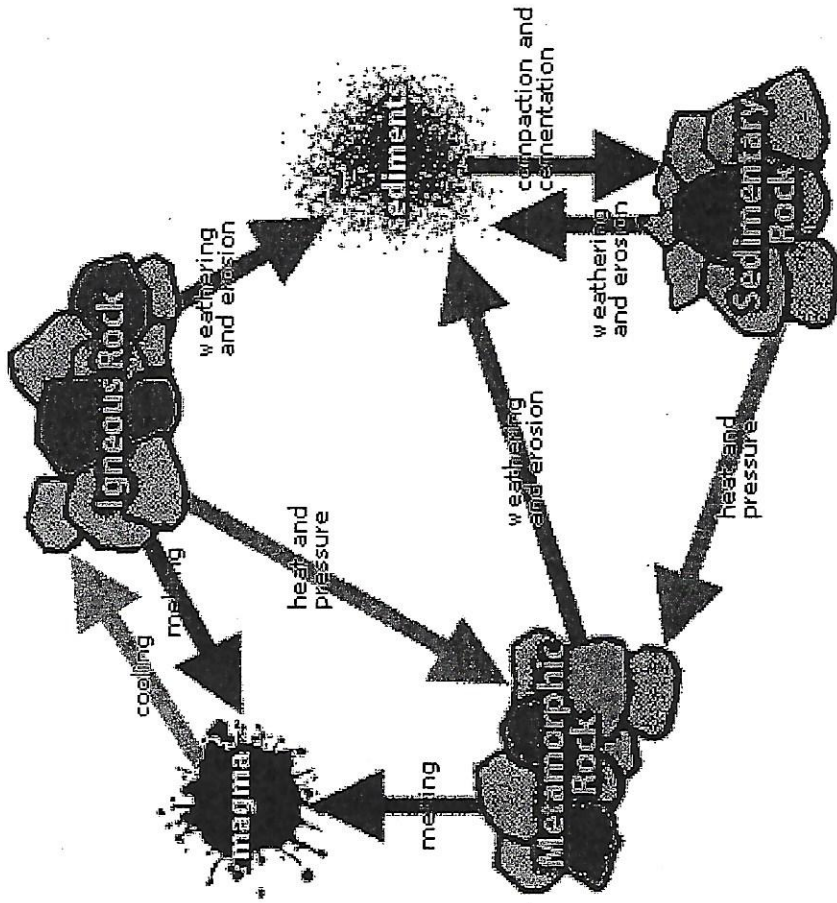 Igneous Rock
cooling
melting
weathering
and erosion
magma
heat and
pressure
sediments
melting
weathering
and erosion
compaction and
cementation
weathering
and erosion
Metamorphic
Rock
heat and
pressure
Sedimentary
Rock